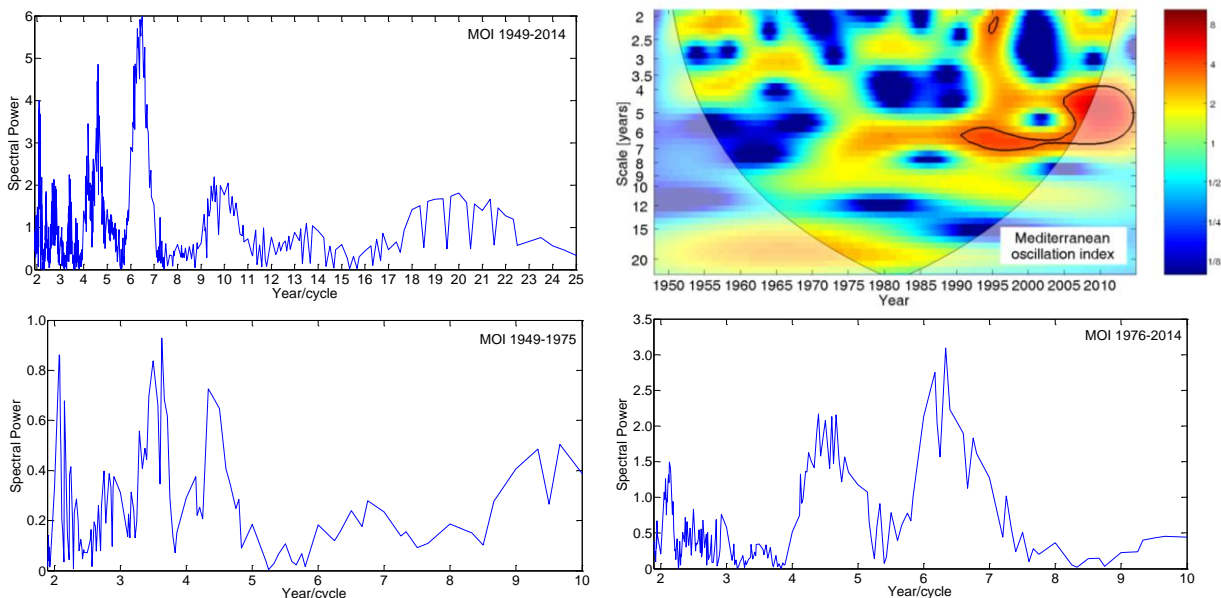 MOI 1949-2014
6
5
4
3
2
1
0
Spectral Power
2 3 4 5 6 7 8 9 10 11 12 13 14 15 16 17 18 19 20 21 22 23 24 25
Year/cycle
2
2.5
3
3.5
4
5
6
7
9
10
12
15
20
Scale [years]
Mediterranean
oscillation index
1950 1955 1960 1965 1970 1975 1980 1985 1990 1995 2000 2005 2010
Year
8
4
2
1
1/2
1/4
1/8
MOI 1949-1975
1.0
0.8
0.6
0.4
0.2
0
Spectral Power
2 3 4 5 6 7 8 9 10
Year/cycle
MOI 1976-2014
3.5
3.0
2.5
2.0
1.5
1.0
0.5
0
Spectral Power
2 3 4 5 6 7 8 9 10
Year/cycle